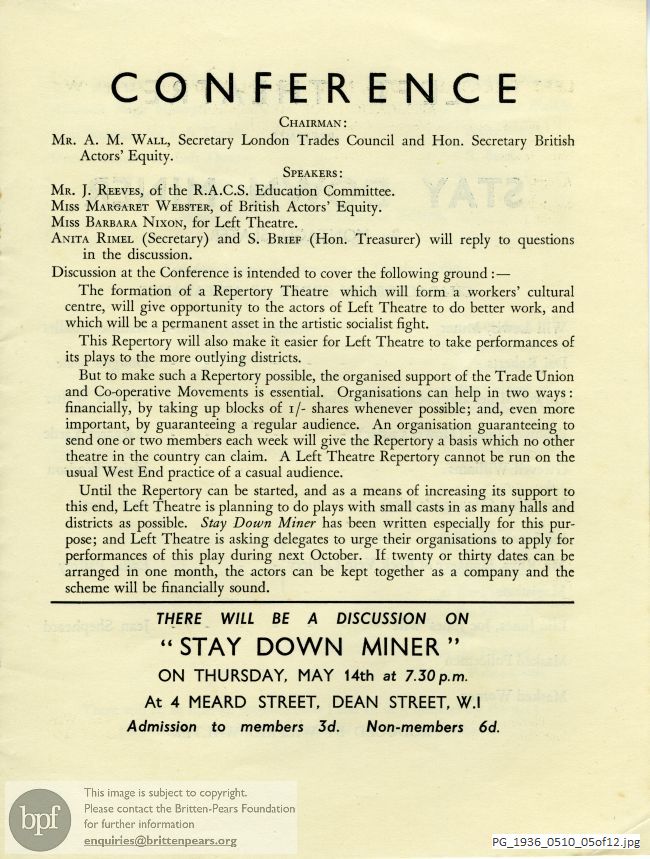 CONFERENCE
CHAIRMAN:
MR. A. M. WALL, Secretary London Trades Council and Hon. Secretary British
Actors' Equity.
SPEAKERS:
MR. J. REEVES, of the R.A.C.S. Education Committee.
MISS MARGARET WEBSTER, of British Actors' Equity.
MISS BARBARA NIXON, for Left Theatre.
ANITA RIMEL (Secretary) and S. BRIEF (Hon. Treasurer) will reply to questions
in the discussion.
Discussion at the Conference is intended to cover the following ground:—
The formation of a Repertory Theatre which will form a workers' cultural
centre, will give opportunity to the actors of Left Theatre to do better work, and
which will be a permanent asset in the artistic socialist fight.
This Repertory will also make it easier for Left Theatre to take performances of
its plays to the more outlying districts.
But to make such a Repertory possible, the organised support of the Trade Union
and Co-operative Movements is essential. Organisations can help in two ways:
financially, by taking up blocks of 1/- shares whenever possible; and, even more
important, by guaranteeing a regular audience. An organisation guaranteeing to
send one or two members each week will give the Repertory a basis which no other
theatre in the country can claim. A Left Theatre Repertory cannot be run on the
usual West End practice of a casual audience.
Until the Repertory can be started, and as a means of increasing its support to
this end, Left Theatre is planning to do plays with small casts in as many halls and
districts as possible. Stay Down Miner has been written especially for this pur-
pose; and Left Theatre is asking delegates to urge their organisations to apply for
performances of this play during next October. If twenty or thirty dates can be
arranged in one month, the actors can be kept together as a company and the
scheme will be financially sound.
THERE WILL BE A DISCUSSION ON
"STAY DOWN MINER"
ON THURSDAY, MAY 14th at 7.30 p.m.
At 4 MEARD STREET, DEAN STREET, W.1
Admission to members 3d. Non-members 6d.
bpf
This image is subject to copyright.
Please contact the Britten-Pears Foundation
for further information
enquiries@brittenpears.org
PG_1936_0510_05of12.jpg